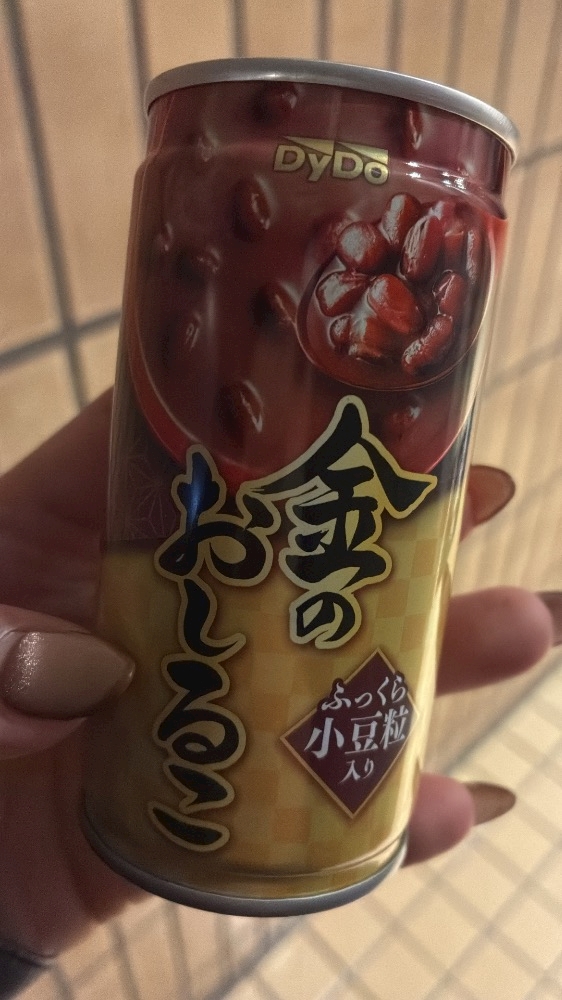 DyDo
金の
おしるこ
ふっくら
小豆粒
入り